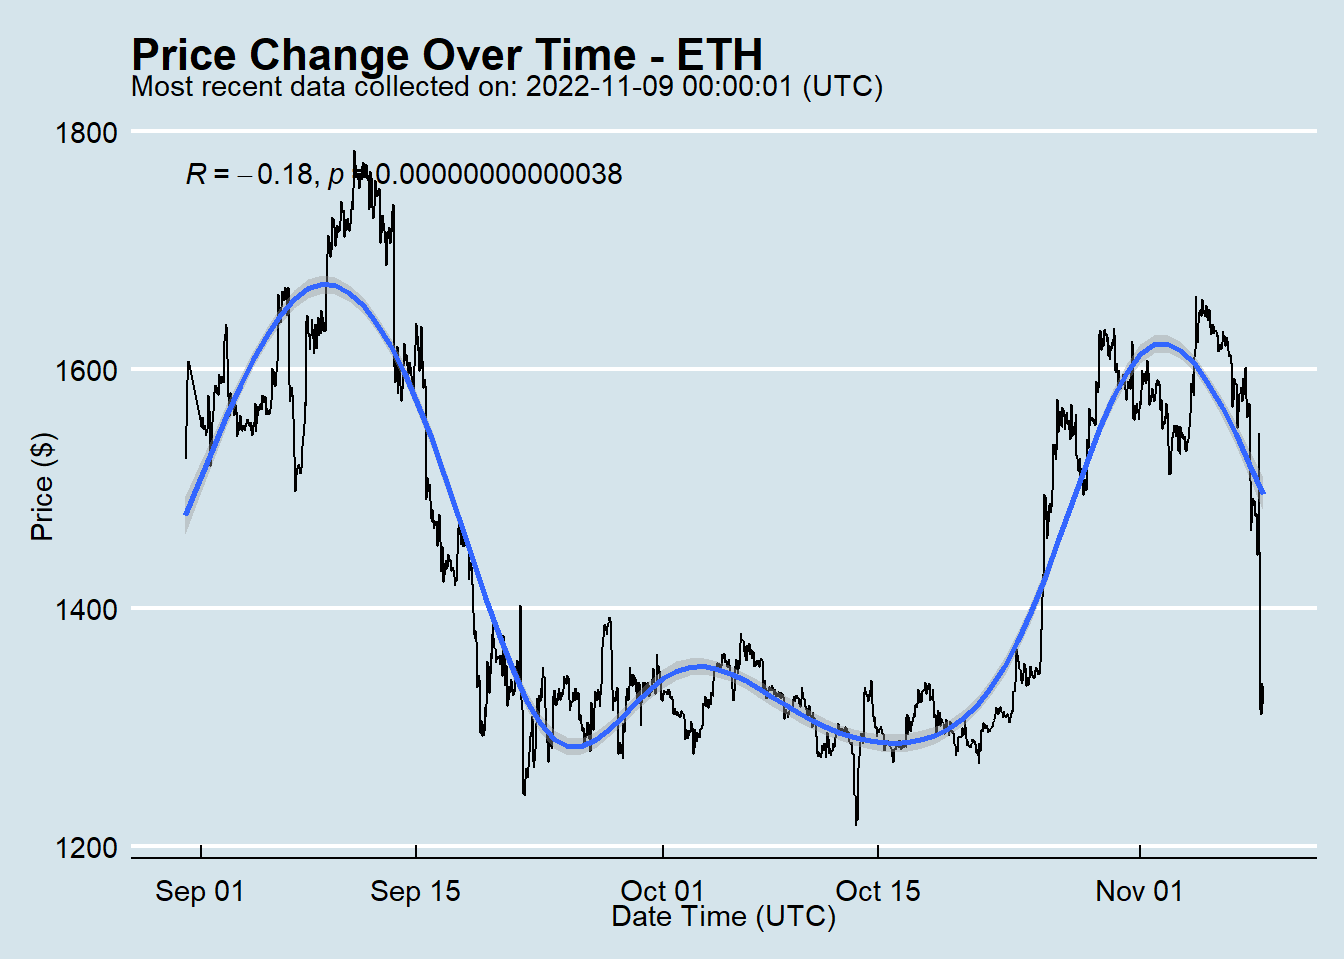 Price Change Over Time - ETH
Most recent data collected on: 2022-11-09 00:00:01 (UTC)
1800
R = −0.18, p = 0.00000000000038
1600
Price ($)
1400
1200
Sep 01 Sep 15 Oct 01 Oct 15 Nov 01
Date Time (UTC)